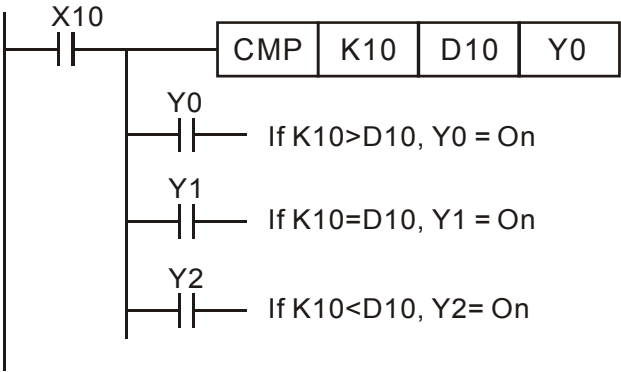 X10
CMP K10 D10 Y0
Y0
If K10>D10, Y0 = On
Y1
If K10=D10, Y1 = On
Y2
If K10<D10, Y2= On